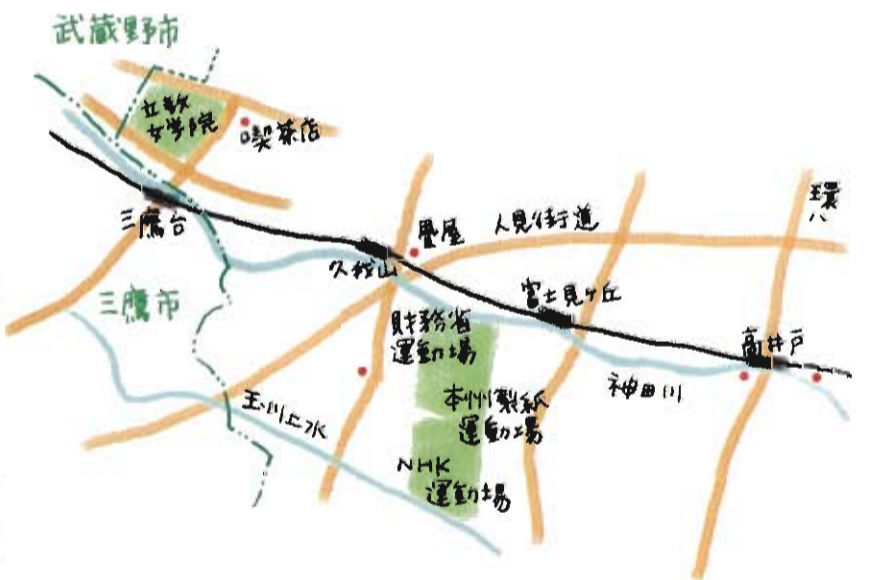 武蔵野市
立教
女学院
喫茶店
環
八
三鷹台
畳屋
人見街道
久我山
富士見ヶ丘
三鷹市
財務省
運動場
高井戸
神田川
本州製紙
運動場
玉川上水
NHK
運動場